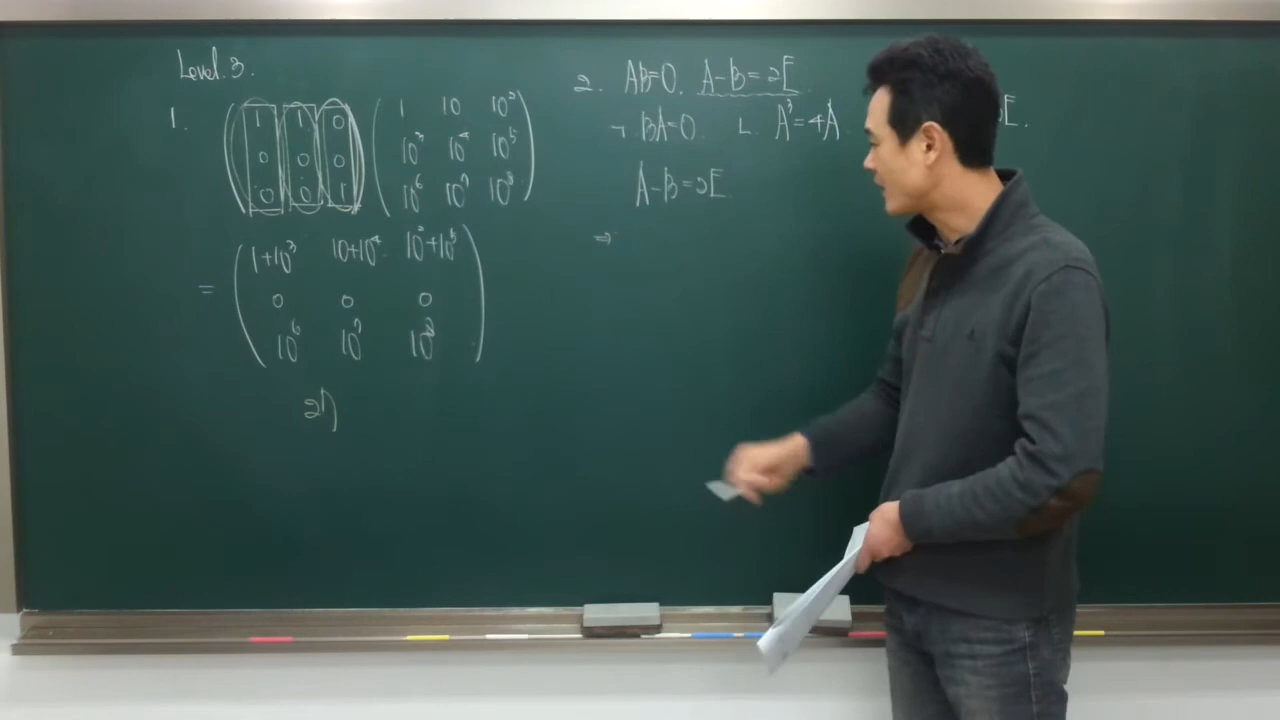 Level. 3.
1. ( 1 1 0 ) ( 1 10 10² )
( 0 0 0 ) ( 10³ 10⁴ 10⁵ )
( 0 0 1 ) ( 10⁶ 10⁷ 10⁸ )
= ( 1+10³ 10+10⁴ 10²+10⁵ )
( 0 0 0 )
( 10⁶ 10⁷ 10⁸ )
2. AB=O. A-B=2E
ㄱ. BA=O. ㄴ. A³=4A E.
A-B=2E.
⇒